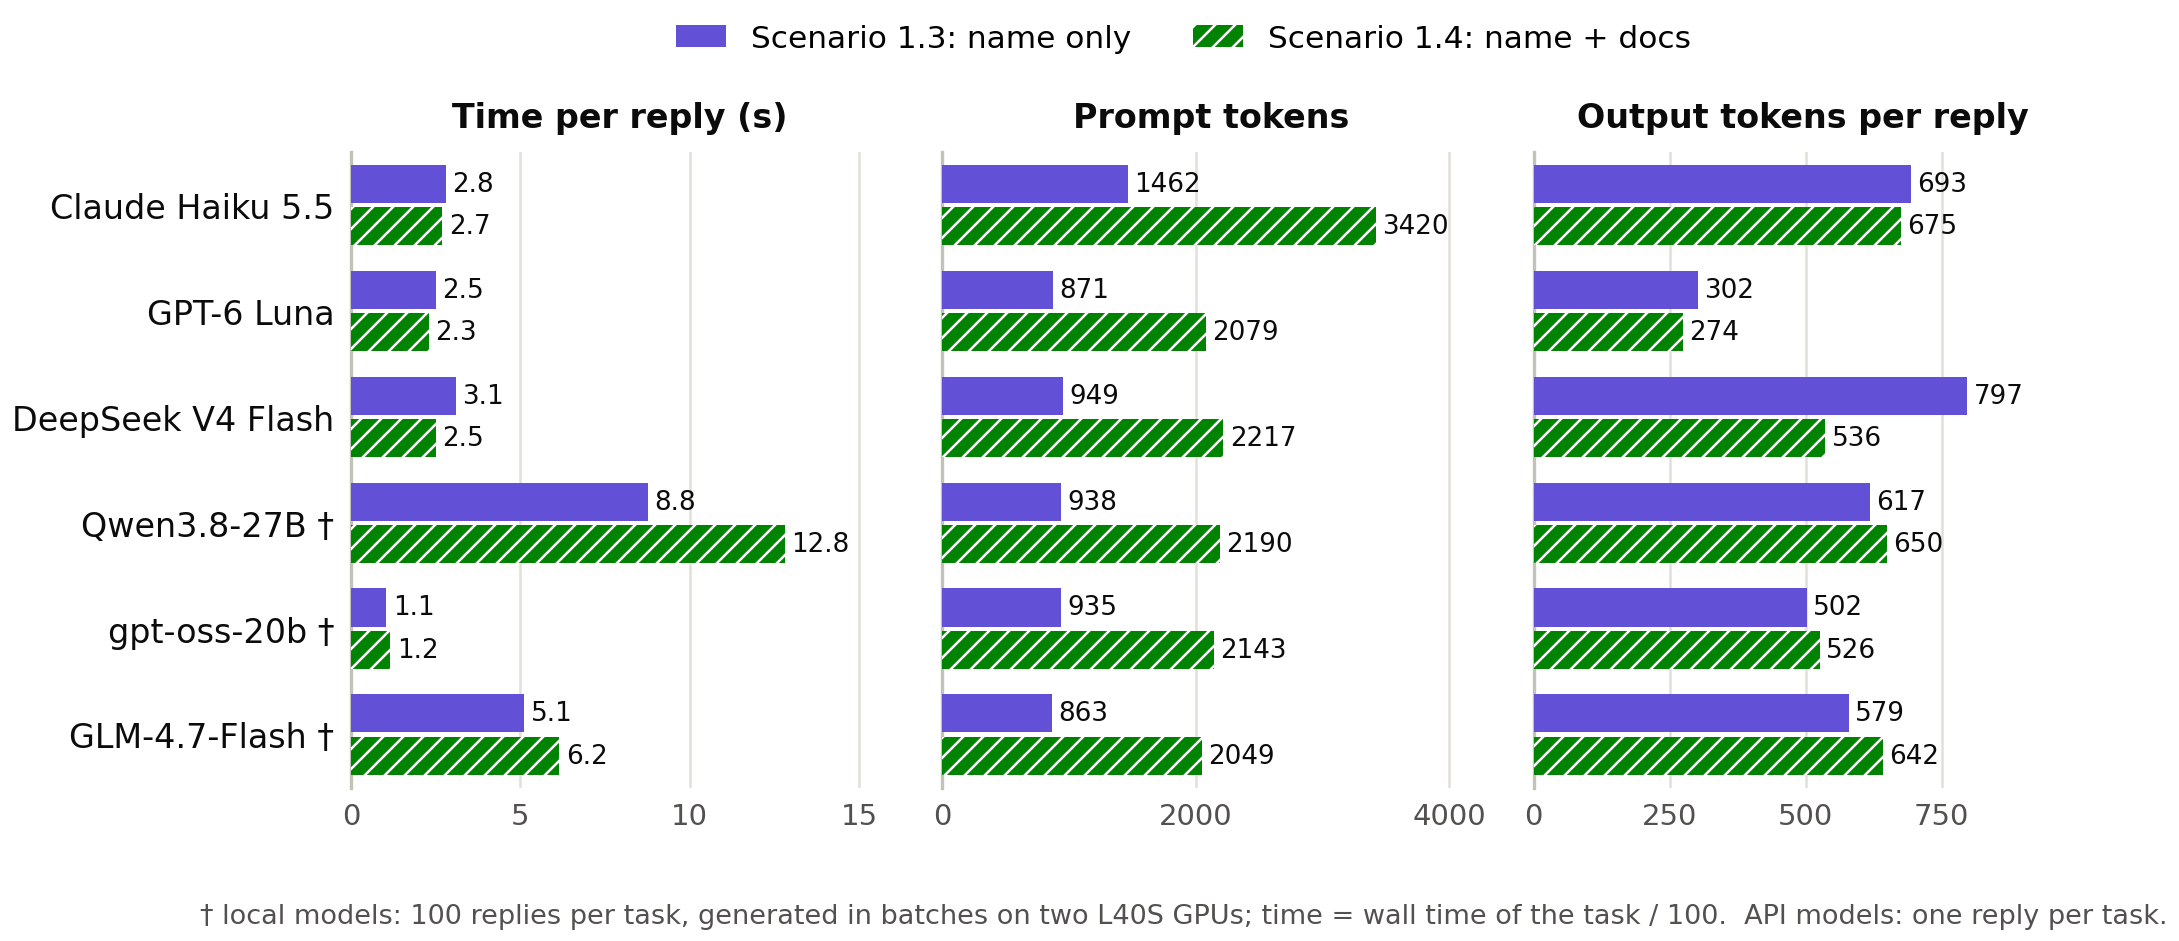 Scenario 1.3: name only Scenario 1.4: name + docs
Time per reply (s) Prompt tokens Output tokens per reply
Claude Haiku 5.5
2.8 1462 693
2.7 3420 675
GPT-6 Luna
2.5 871 302
2.3 2079 274
DeepSeek V4 Flash
3.1 949 797
2.5 2217 536
Qwen3.8-27B †
8.8 938 617
12.8 2190 650
gpt-oss-20b †
1.1 935 502
1.2 2143 526
GLM-4.7-Flash †
5.1 863 579
6.2 2049 642
0 5 10 15 0 2000 4000 0 250 500 750
† local models: 100 replies per task, generated in batches on two L40S GPUs; time = wall time of the task / 100. API models: one reply per task.